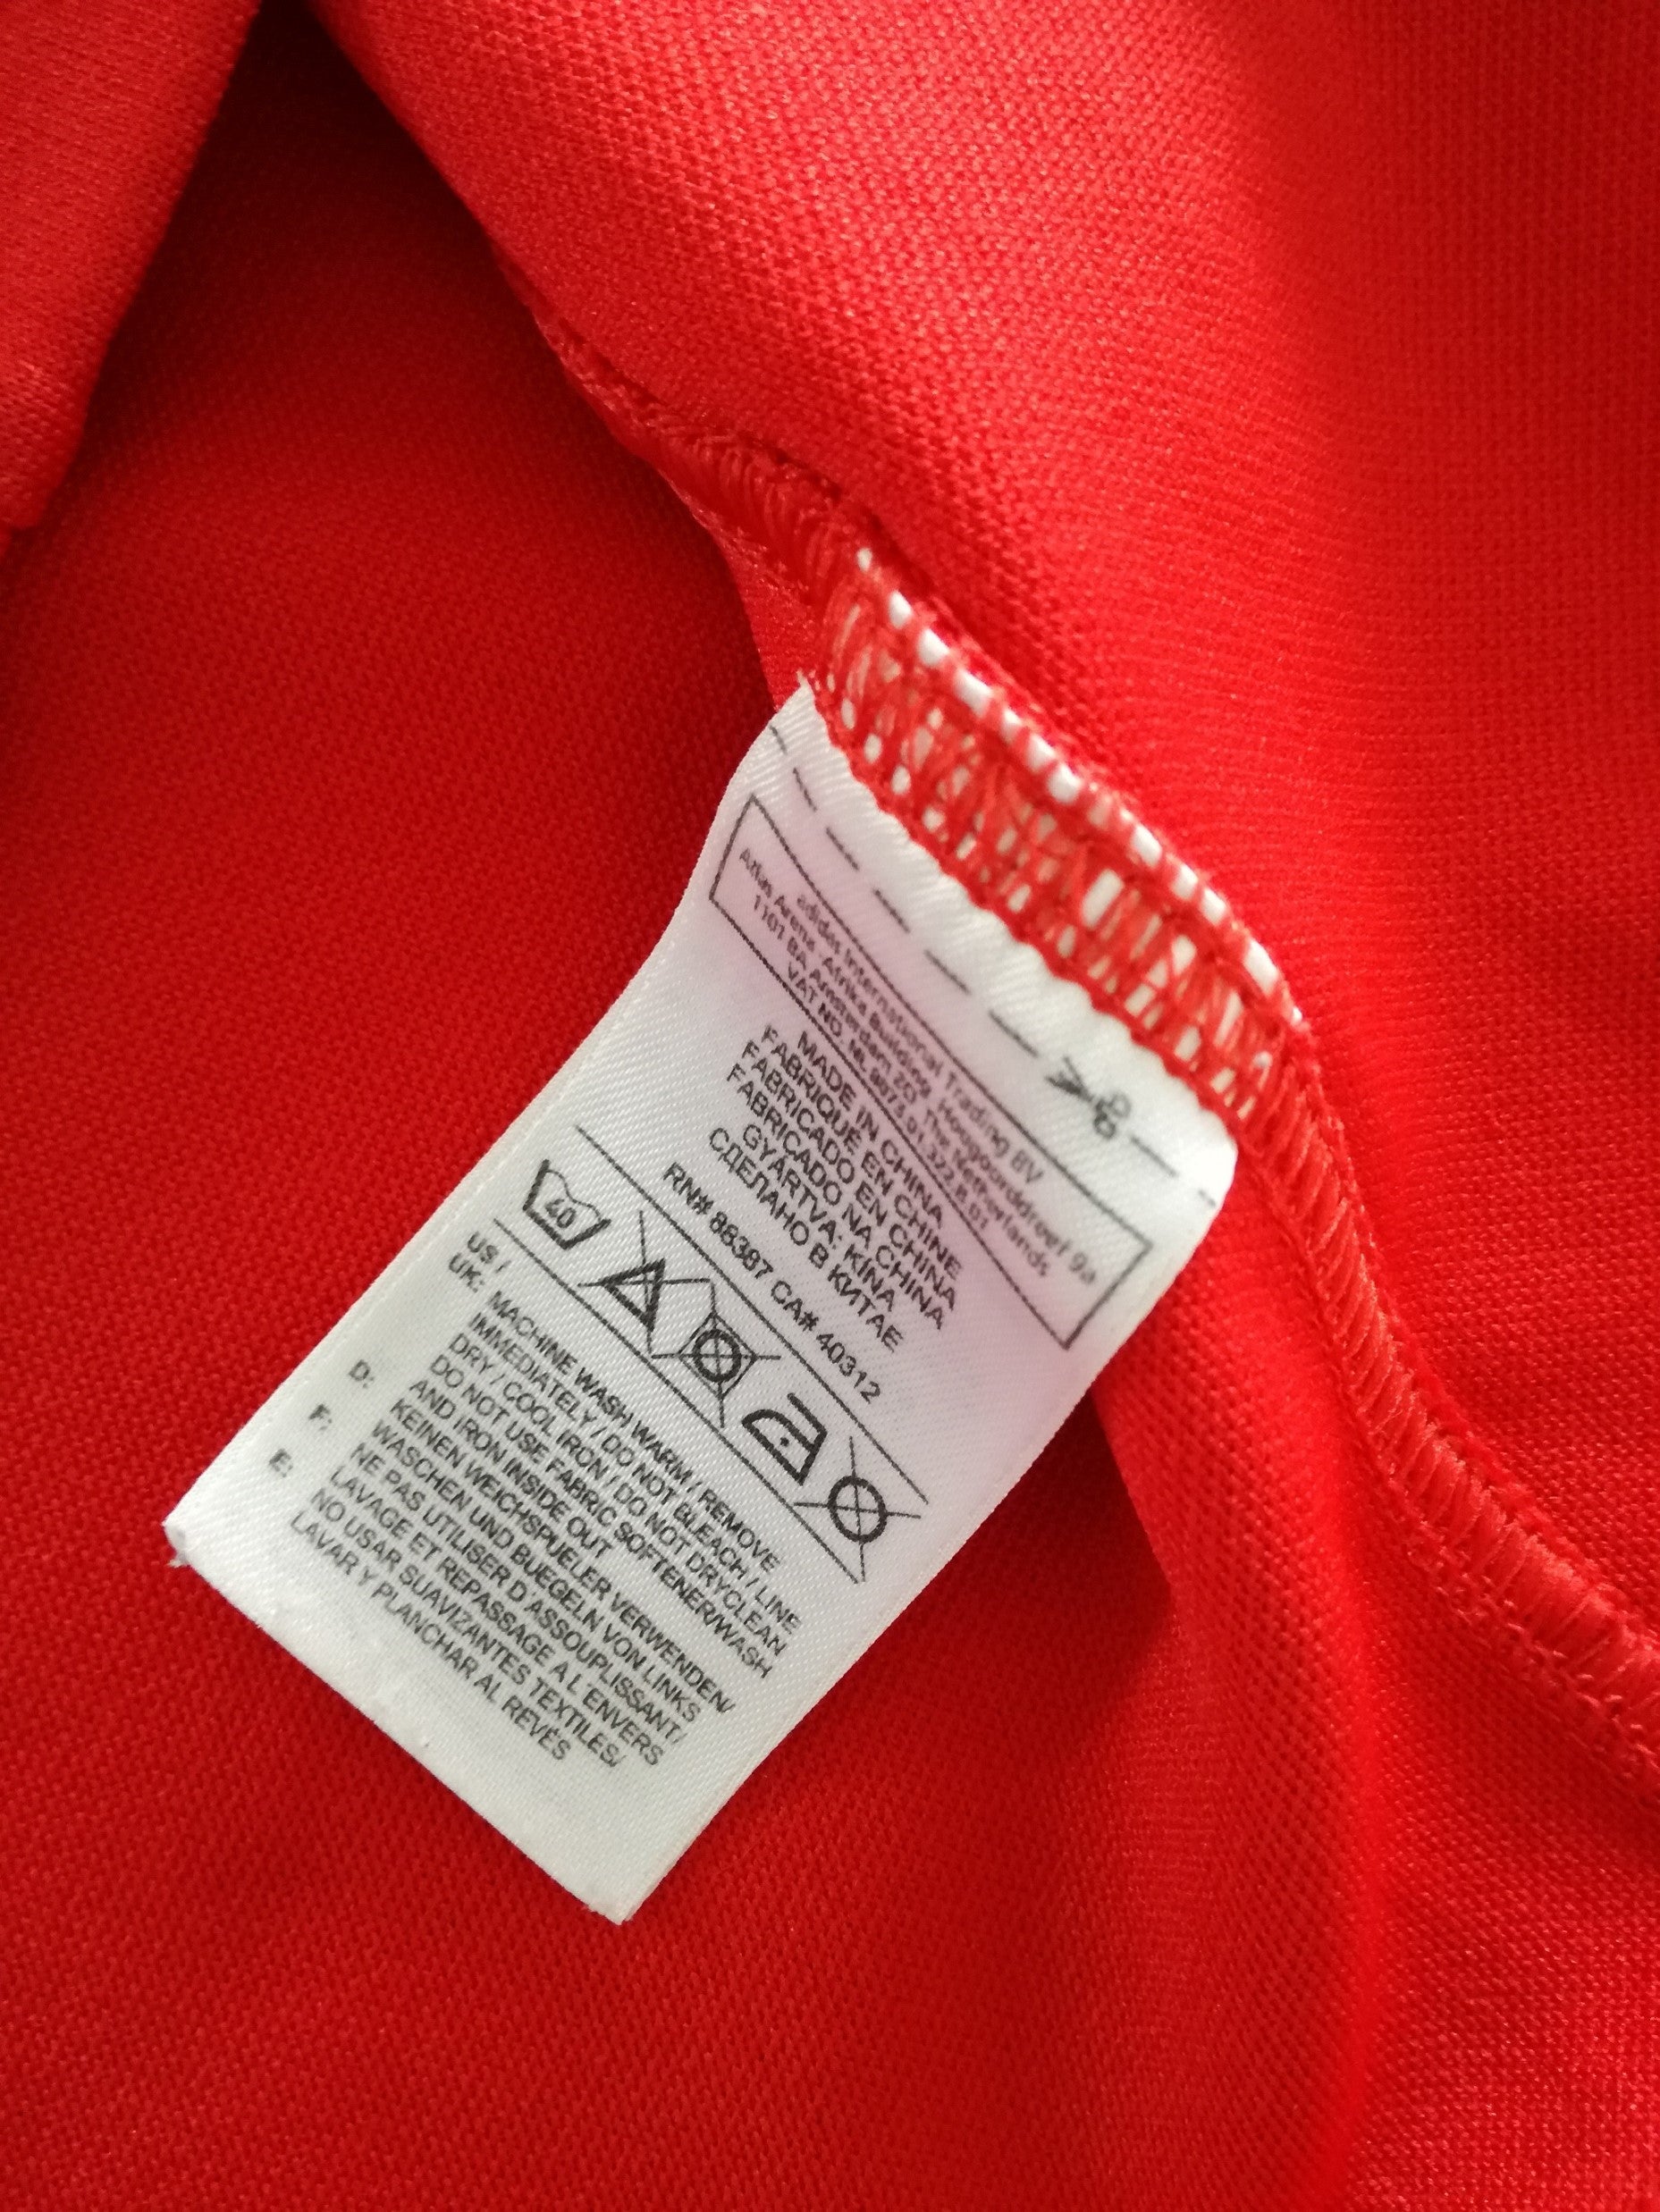 adidas International Trading BV
Atlas Arena - Afrika Building, Hoogoorddreef 9a
1101 BA Amsterdam ZO, The Netherlands
VAT NO. NL 8073.91.322.B.01
MADE IN CHINA
FABRIQUÉ EN CHINE
FABRICADO EN CHINA
FABRICADO NA CHINA
GYÁRTVA: KÍNA
СДЕЛАНО В КИТАЕ
RN# 88387 CA# 40312
40
US /
UK: MACHINE WASH WARM / REMOVE
IMMEDIATELY / DO NOT BLEACH / LINE
DRY / COOL IRON / DO NOT DRYCLEAN
DO NOT USE FABRIC SOFTENER/WASH
AND IRON INSIDE OUT
D: KEINEN WEICHSPUELER VERWENDEN/
WASCHEN UND BUEGELN VON LINKS
F: NE PAS UTILISER D'ASSOUPLISSANT/
LAVAGE ET REPASSAGE A L ENVERS
E: NO USAR SUAVIZANTES TEXTILES/
LAVAR Y PLANCHAR AL REVÉS